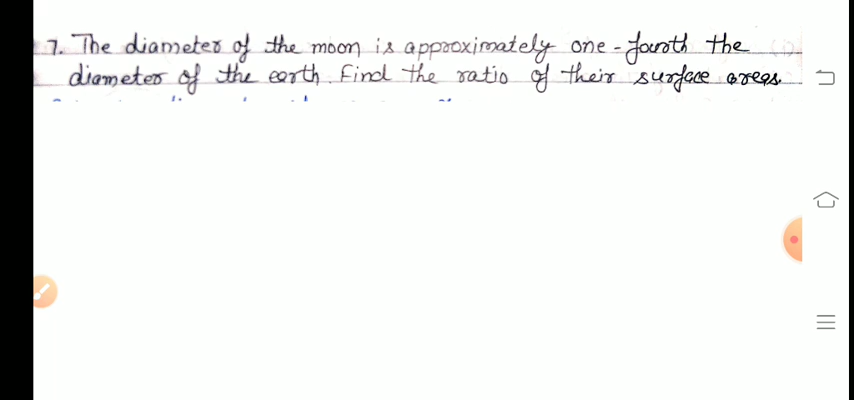 7. The diameter of the moon is approximately one-fourth the
diameter of the earth. Find the ratio of their surface areas.